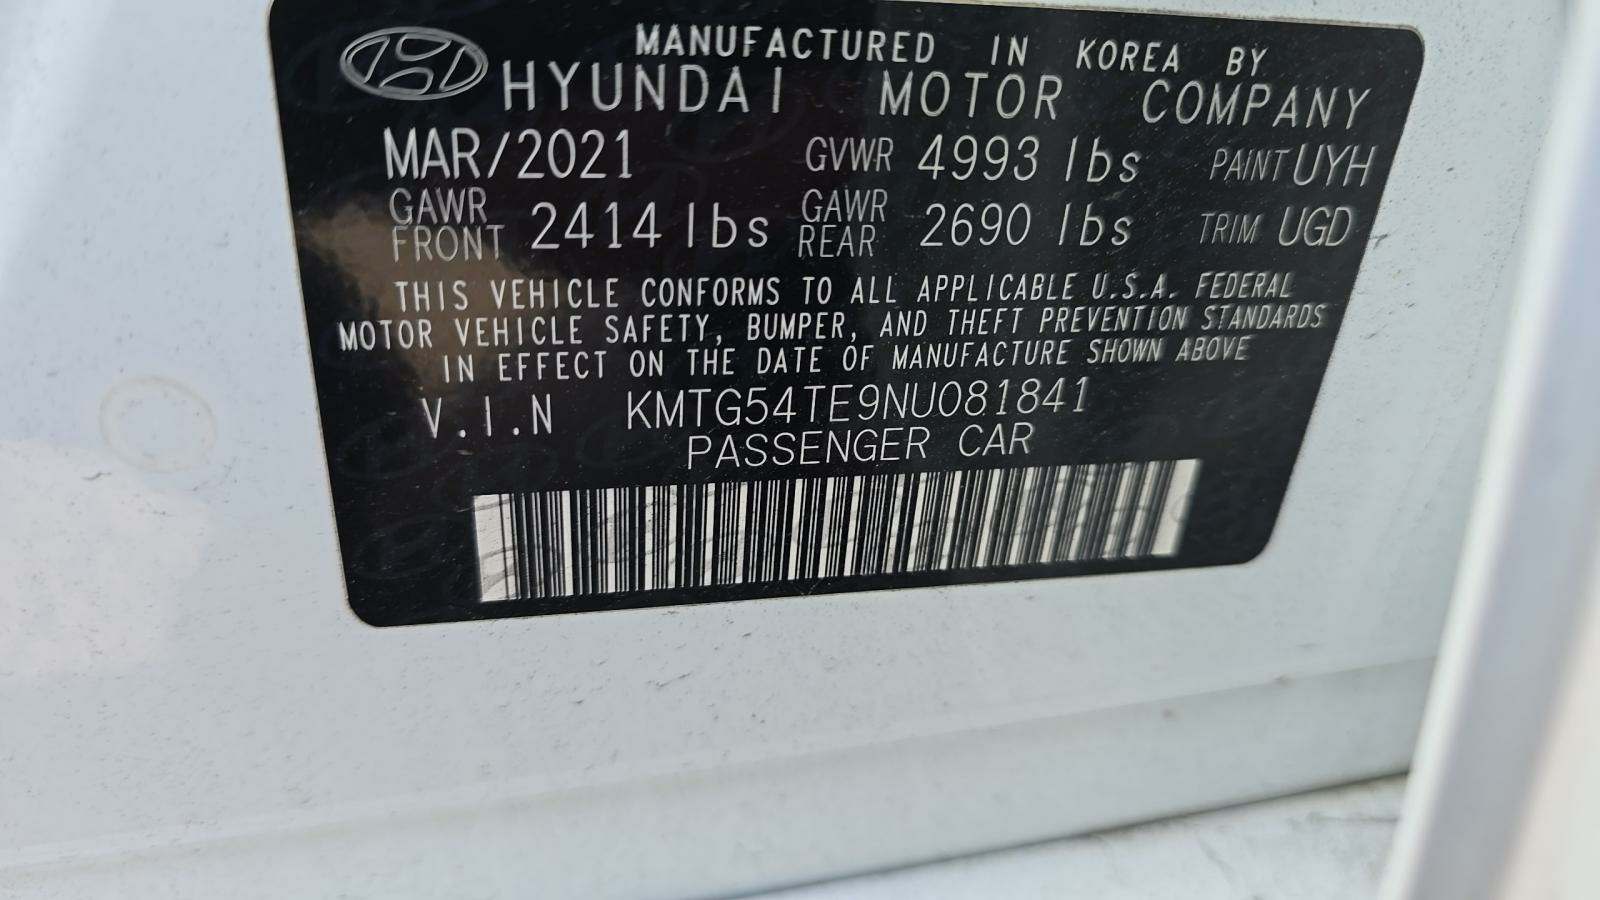 MANUFACTURED IN KOREA BY
HYUNDAI MOTOR COMPANY
MAR/2021 GVWR 4993 lbs PAINT UYH
GAWR FRONT 2414 lbs GAWR REAR 2690 lbs TRIM UGD
THIS VEHICLE CONFORMS TO ALL APPLICABLE U.S.A. FEDERAL
MOTOR VEHICLE SAFETY, BUMPER, AND THEFT PREVENTION STANDARDS
IN EFFECT ON THE DATE OF MANUFACTURE SHOWN ABOVE
V.I.N KMTG54TE9NU081841
PASSENGER CAR